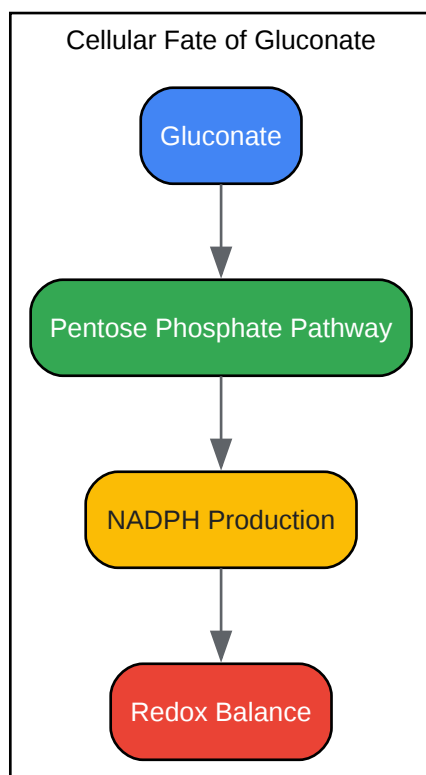 Cellular Fate of Gluconate
Gluconate
Pentose Phosphate Pathway
NADPH Production
Redox Balance